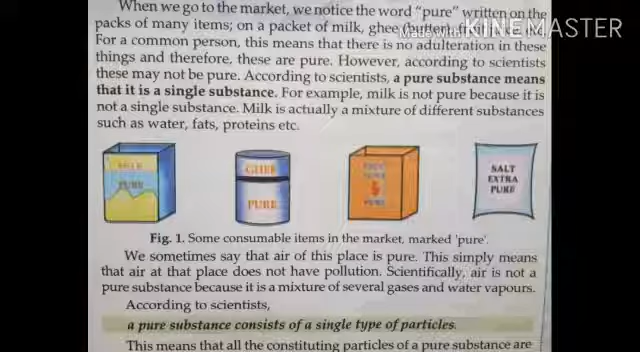 When we go to the market, we notice the word "pure" written on the
packs of many items; on a packet of milk, ghee
Made with KINEMASTER
For a common person, this means that there is no adulteration in these
things and therefore, these are pure. However, according to scientists
these may not be pure. According to scientists, a pure substance means
that it is a single substance. For example, milk is not pure because it is
not a single substance. Milk is actually a mixture of different substances
such as water, fats, proteins etc.
PURE
GHEE
PURE
PURE
SALT
EXTRA
PURE
Fig. 1. Some consumable items in the market, marked 'pure'.
We sometimes say that air of this place is pure. This simply means
that air at that place does not have pollution. Scientifically, air is not a
pure substance because it is a mixture of several gases and water vapours.
According to scientists,
a pure substance consists of a single type of particles.
This means that all the constituting particles of a pure substance are